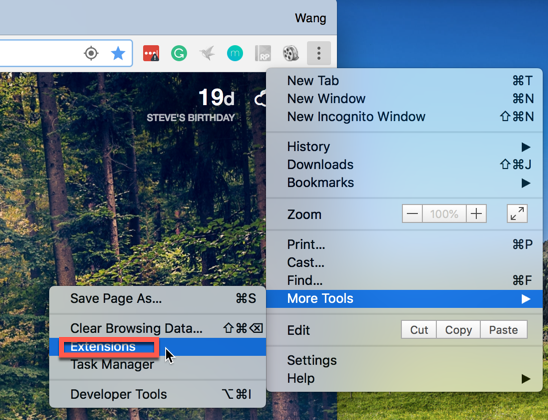 Wang
19d
STEVE'S BIRTHDAY
New Tab ⌘T
New Window ⌘N
New Incognito Window ⇧⌘N
History ▶
Downloads ⇧⌘J
Bookmarks ▶
Zoom — 100% +
Print... ⌘P
Cast...
Find... ⌘F
More Tools ▶
Edit Cut Copy Paste
Settings
Help ▶
Save Page As... ⌘S
Clear Browsing Data... ⇧⌘⌫
Extensions
Task Manager
Developer Tools ⌥⌘I